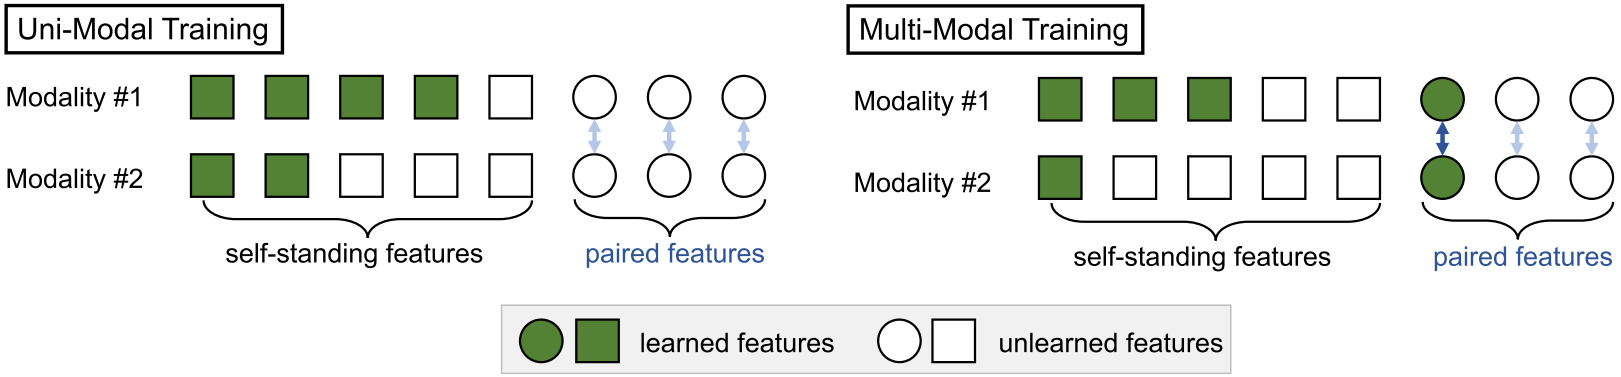 Uni-Modal Training
Modality #1
Modality #2
self-standing features
paired features
Multi-Modal Training
Modality #1
Modality #2
self-standing features
paired features
learned features
unlearned features